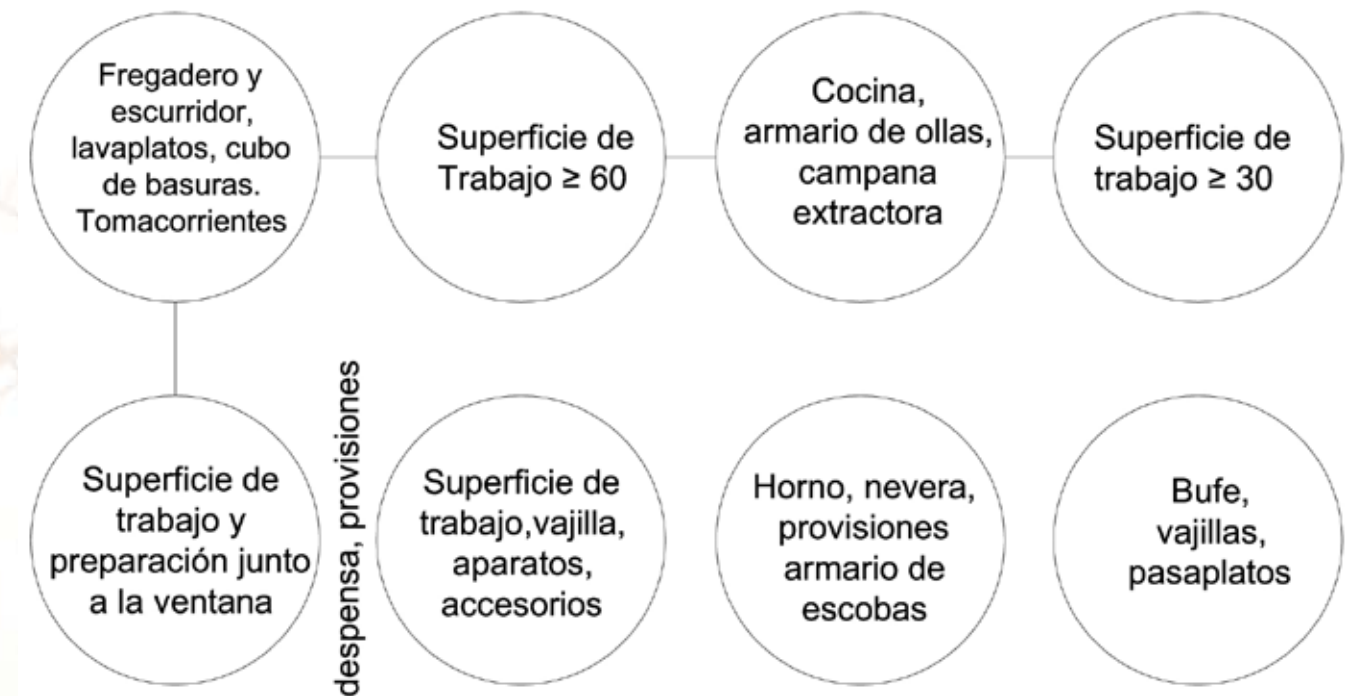 Fregadero y
escurridor,
lavaplatos, cubo
de basuras.
Tomacorrientes
Superficie de
Trabajo ≥ 60
Cocina,
armario de ollas,
campana
extractora
Superficie de
trabajo ≥ 30
Superficie de
trabajo y
preparación junto
a la ventana
despensa, provisiones
Superficie de
trabajo,vajilla,
aparatos,
accesorios
Horno, nevera,
provisiones
armario de
escobas
Bufe,
vajillas,
pasaplatos